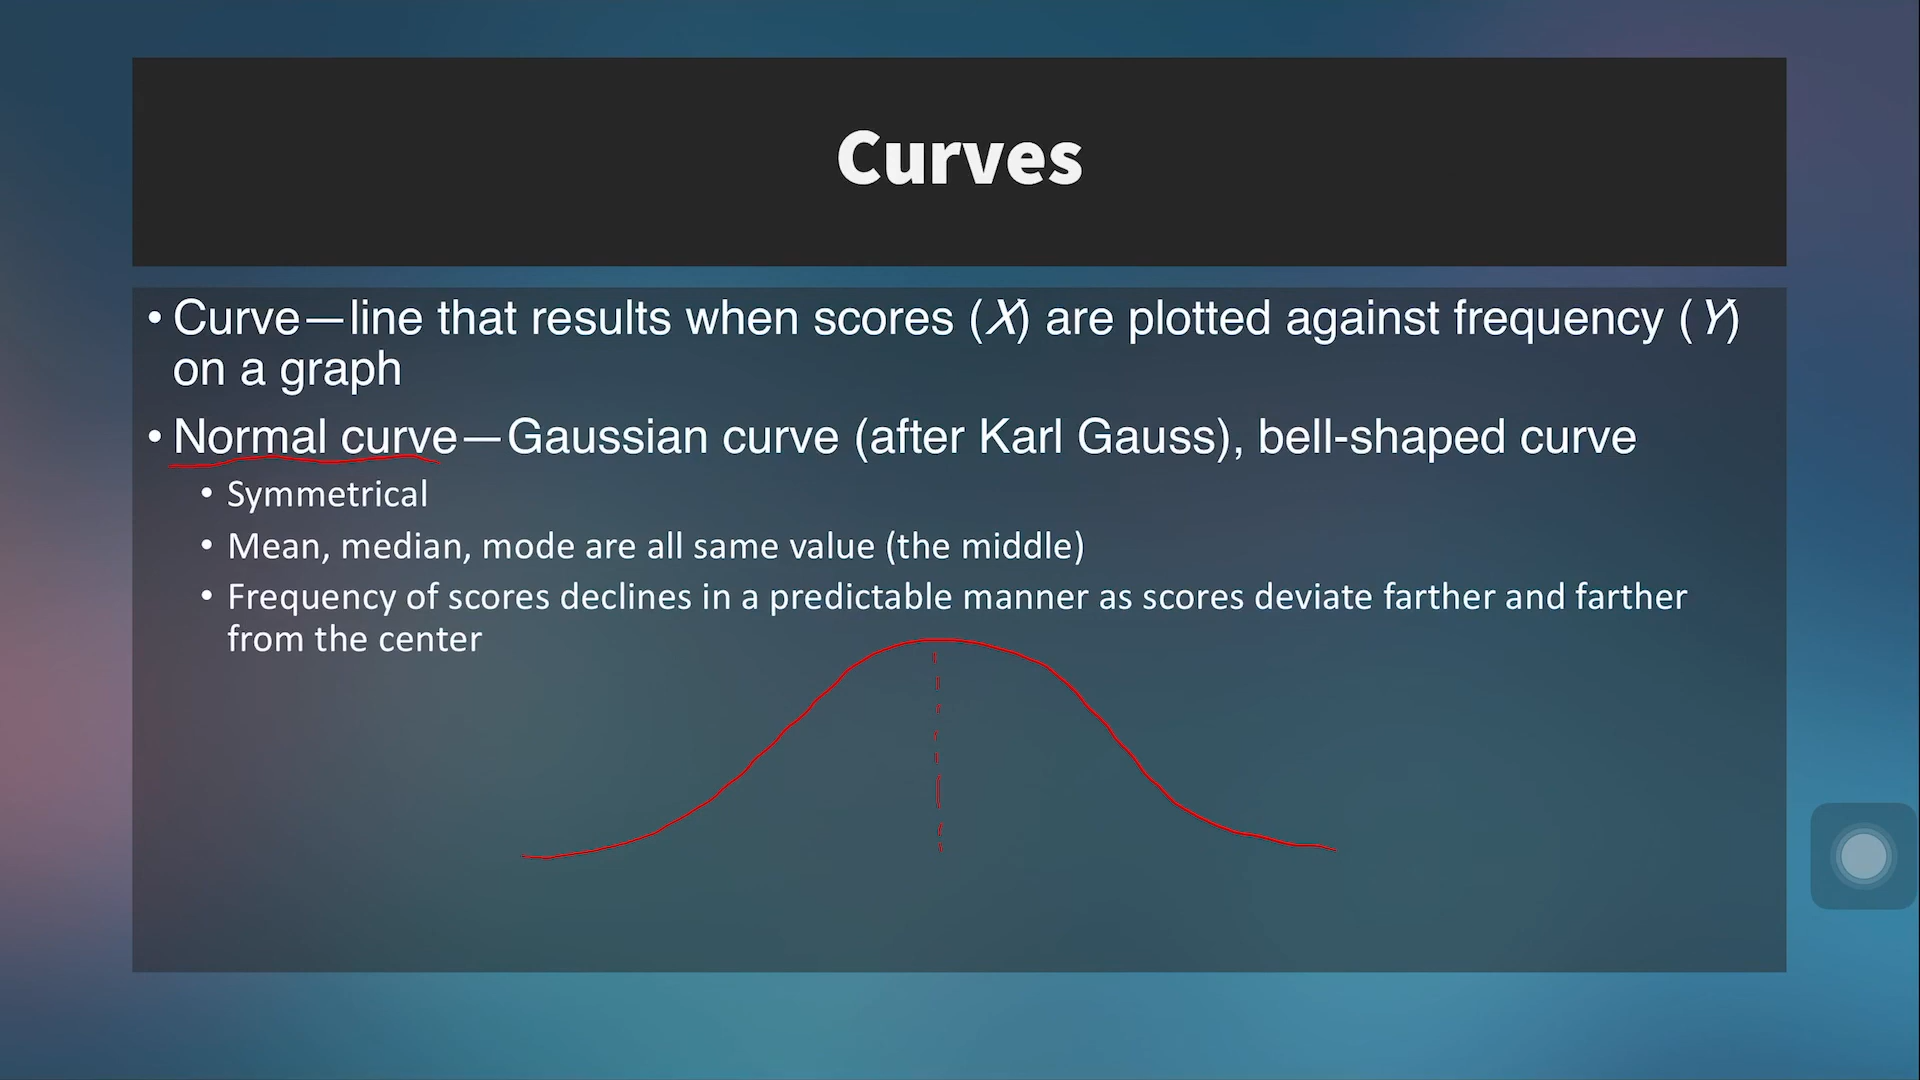 Curves
• Curve—line that results when scores (X) are plotted against frequency (Y)
on a graph
• Normal curve—Gaussian curve (after Karl Gauss), bell-shaped curve
• Symmetrical
• Mean, median, mode are all same value (the middle)
• Frequency of scores declines in a predictable manner as scores deviate farther and farther
from the center